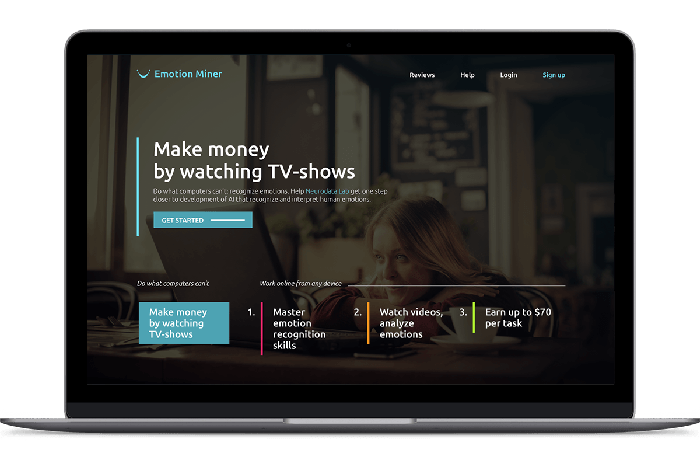 Emotion Miner
Reviews Help Login Sign up
Make money
by watching TV-shows
Do what computers can't: recognize emotions. Help Neurodata Lab get one step
closer to development of AI that recognize and interpret human emotions.
GET STARTED
Do what computers can't
Work online from any device
Make money
by watching
TV-shows
1. Master
emotion
recognition
skills
2. Watch videos,
analyze
emotions
3. Earn up to $70
per task